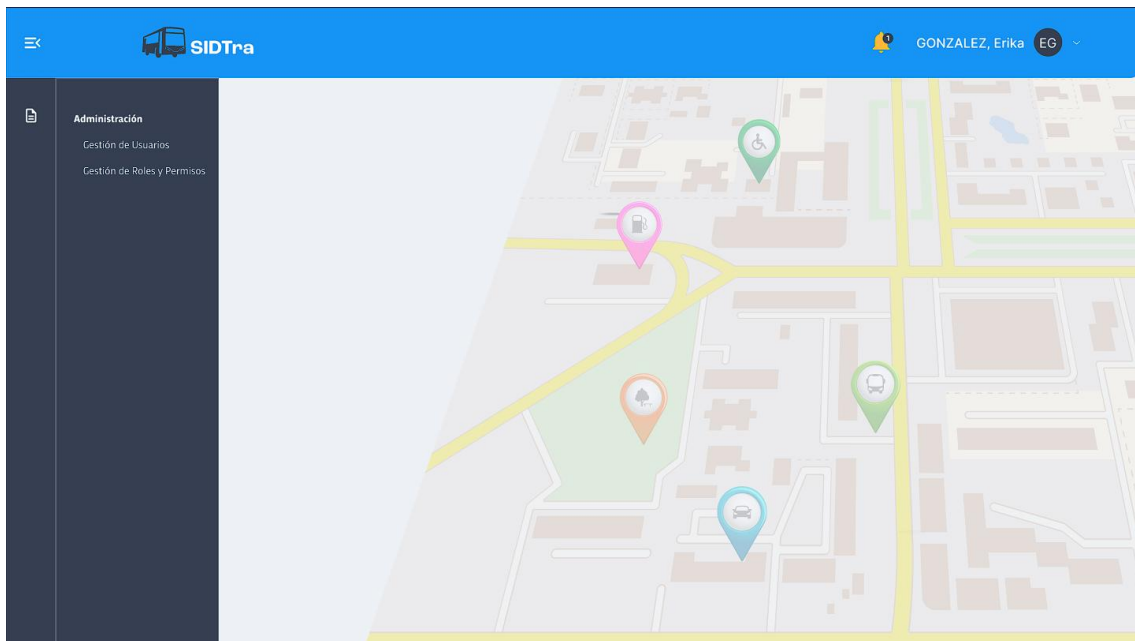 SIDTra
1
GONZALEZ, Erika
EG
Administración
Gestión de Usuarios
Gestión de Roles y Permisos